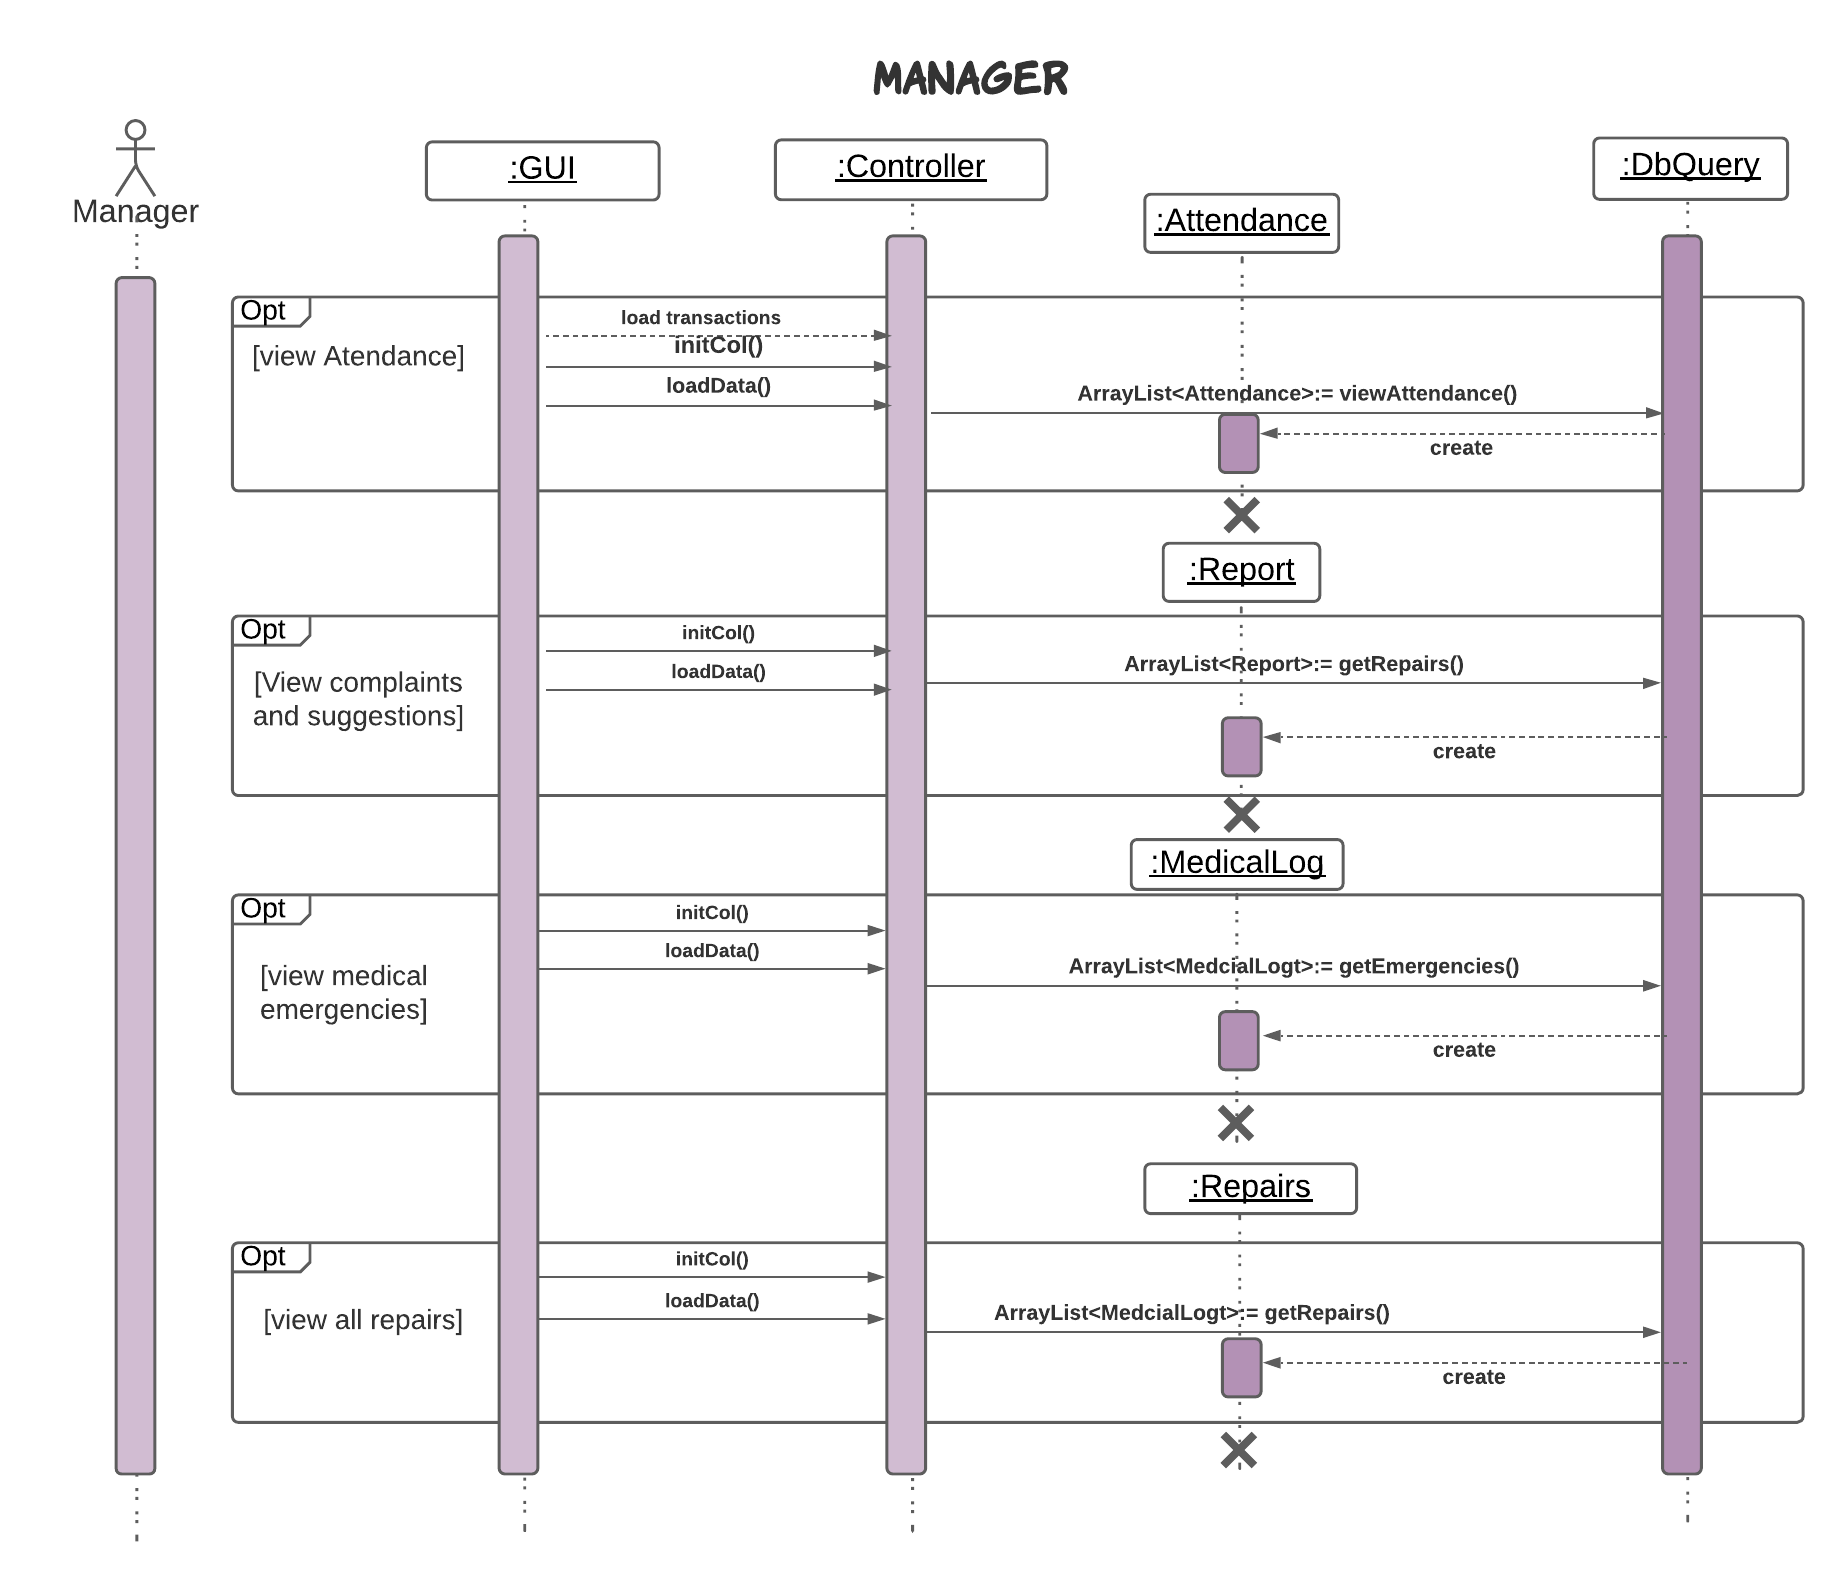 MANAGER
Manager
:GUI
:Controller
:Attendance
:DbQuery
Opt
[view Atendance]
load transactions
initCol()
loadData()
ArrayList<Attendance>:= viewAttendance()
create
:Report
Opt
[View complaints
and suggestions]
initCol()
loadData()
ArrayList<Report>:= getRepairs()
create
:MedicalLog
Opt
[view medical
emergencies]
initCol()
loadData()
ArrayList<MedcialLogt>:= getEmergencies()
create
:Repairs
Opt
[view all repairs]
initCol()
loadData()
ArrayList<MedcialLogt>:= getRepairs()
create